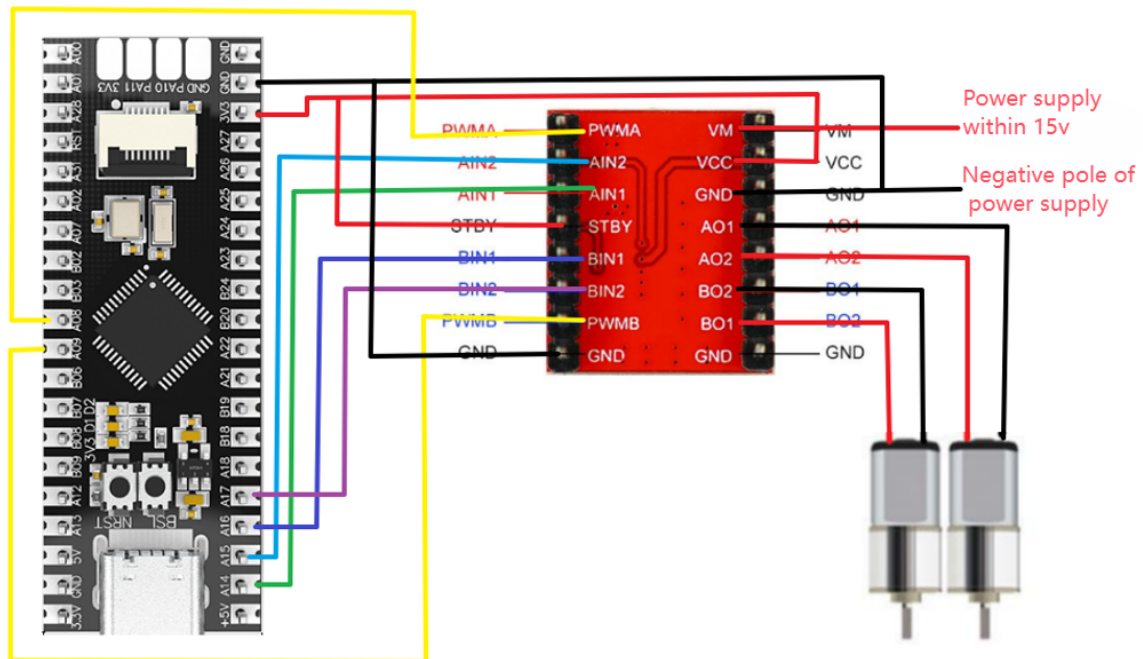 GND
PA10
PA11
3V3
A00
A01
A28
RST
A31
A02
A07
B02
B03
A08
A09
B06
B07
B08
B09
A12
A13
5V
GND
3.3V
GND
GND
3V3
A27
A26
A25
A24
A23
B24
B20
A22
A21
B19
B18
A18
A17
A16
A15
A14
+5V
D1 D2
3V3
NRST
BSL
PWMA
AIN2
AIN1
STBY
BIN1
BIN2
PWMB
GND
PWMA
AIN2
AIN1
STBY
BIN1
BIN2
PWMB
GND
VM
VCC
GND
AO1
AO2
BO2
BO1
GND
VM
VCC
GND
AO1
AO2
BO1
BO2
GND
Power supply
within 15v
Negative pole of
power supply